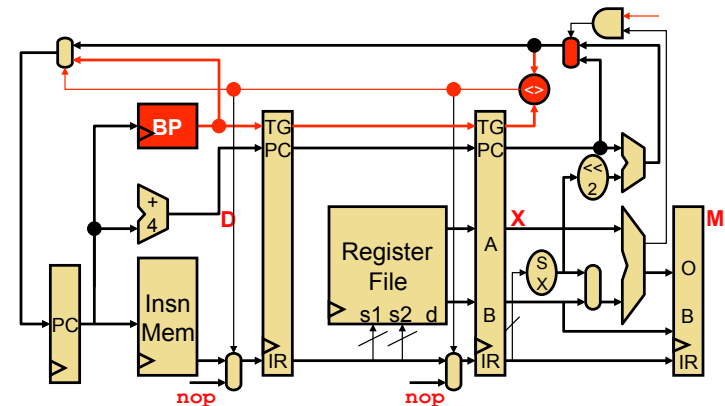 <>
BP
TG
TG
PC
PC
<<
2
+
4
D
X
M
Register
File
A
S
X
O
PC
Insn
Mem
s1 s2 d
B
B
IR
IR
IR
nop
nop